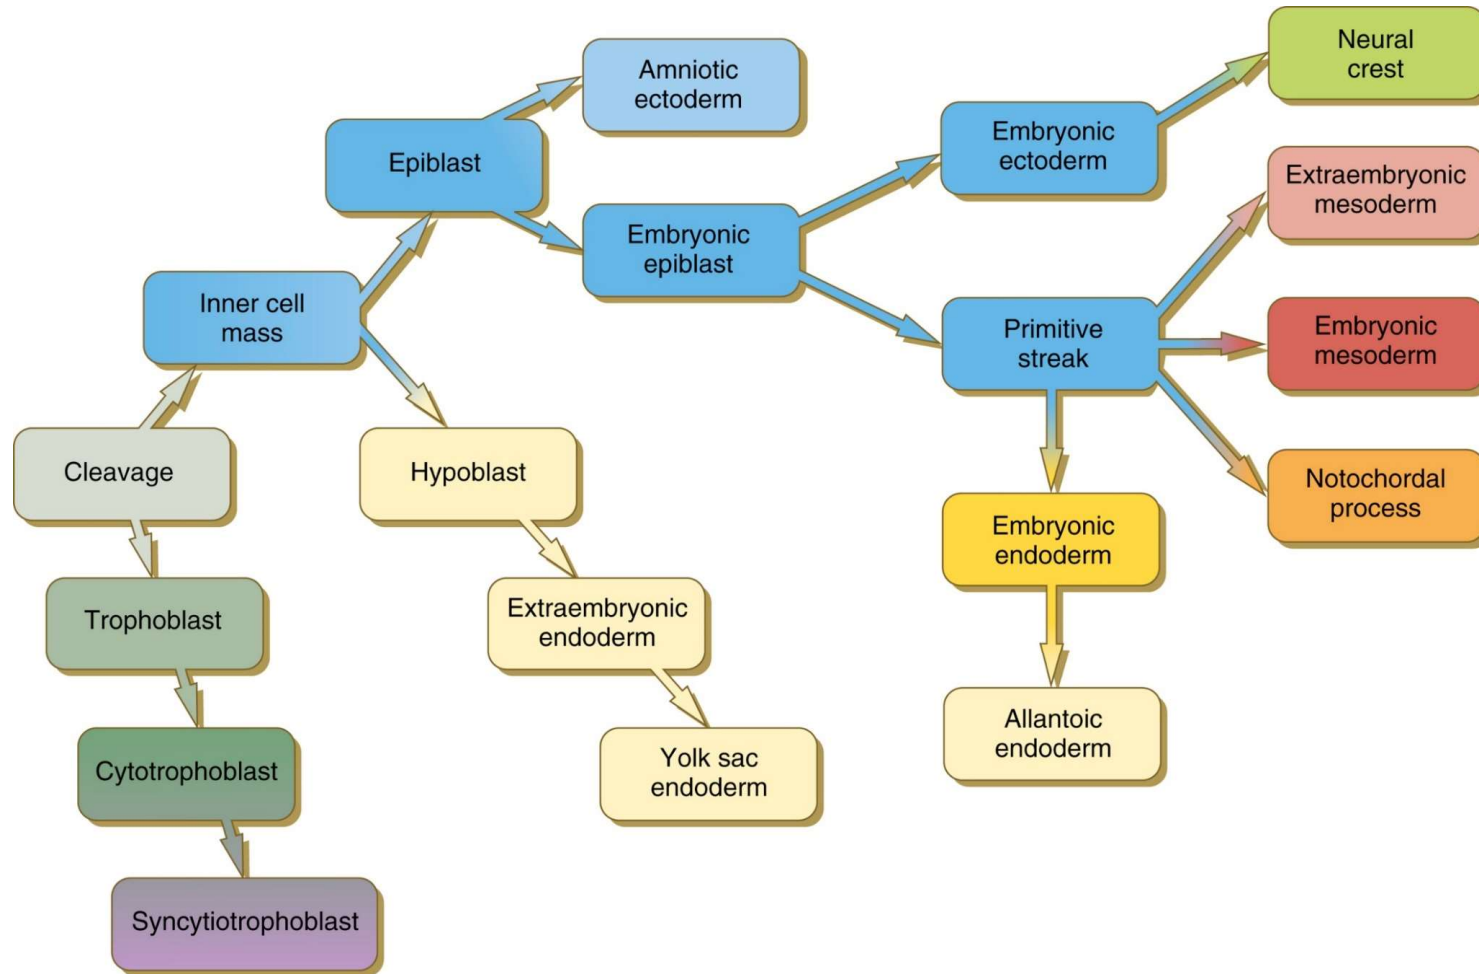 Neural
crest
Amniotic
ectoderm
Embryonic
ectoderm
Epiblast
Extraembryonic
mesoderm
Embryonic
epiblast
Inner cell
mass
Primitive
streak
Embryonic
mesoderm
Cleavage
Hypoblast
Notochordal
process
Embryonic
endoderm
Trophoblast
Extraembryonic
endoderm
Allantoic
endoderm
Cytotrophoblast
Yolk sac
endoderm
Syncytiotrophoblast